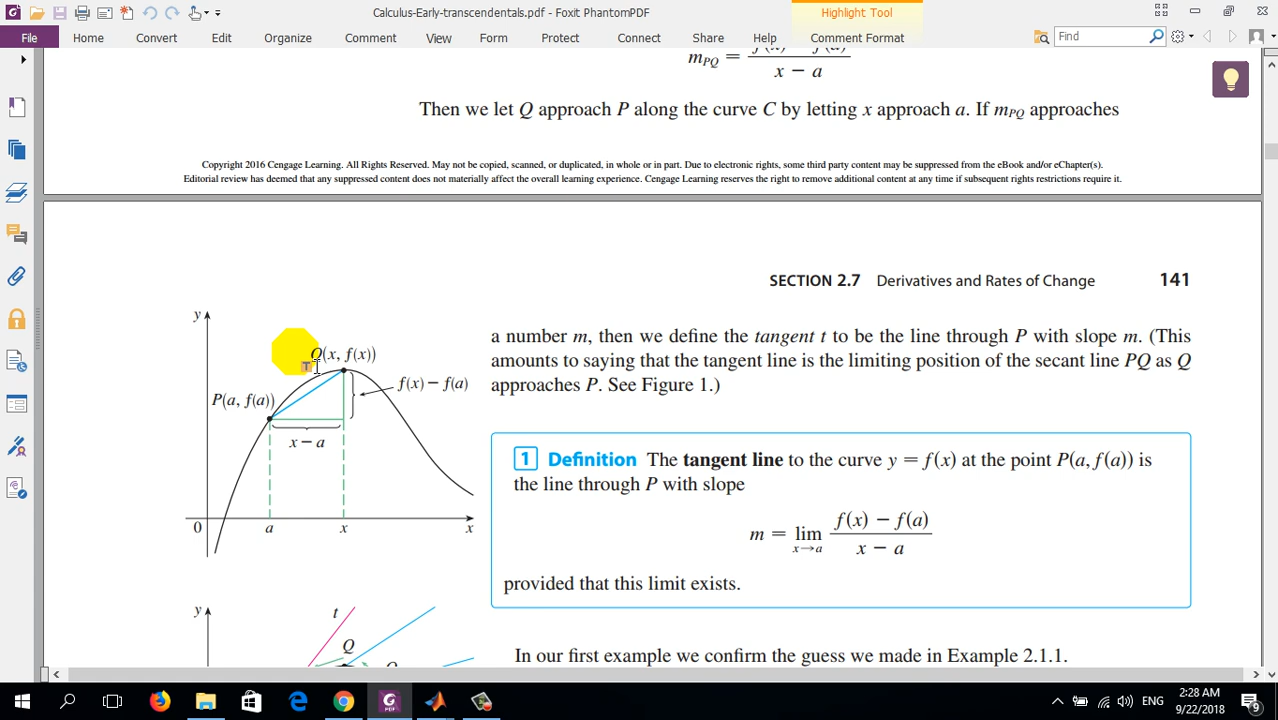 Calculus-Early-transcendentals.pdf - Foxit PhantomPDF
Highlight Tool
File Home Convert Edit Organize Comment View Form Protect Connect Share Help Comment Format Find
m_PQ = (f(x) − f(a))/(x − a)
Then we let Q approach P along the curve C by letting x approach a. If m_PQ approaches
Copyright 2016 Cengage Learning. All Rights Reserved. May not be copied, scanned, or duplicated, in whole or in part. Due to electronic rights, some third party content may be suppressed from the eBook and/or eChapter(s).
Editorial review has deemed that any suppressed content does not materially affect the overall learning experience. Cengage Learning reserves the right to remove additional content at any time if subsequent rights restrictions require it.
SECTION 2.7 Derivatives and Rates of Change 141
y
Q(x, f(x))
f(x) − f(a)
P(a, f(a))
x − a
0 a x x
a number m, then we define the tangent t to be the line through P with slope m. (This
amounts to saying that the tangent line is the limiting position of the secant line PQ as Q
approaches P. See Figure 1.)
1 Definition The tangent line to the curve y = f(x) at the point P(a, f(a)) is
the line through P with slope
m = lim x→a (f(x) − f(a))/(x − a)
provided that this limit exists.
y
t
Q
In our first example we confirm the guess we made in Example 2.1.1.
ENG
2:28 AM
9/22/2018
9